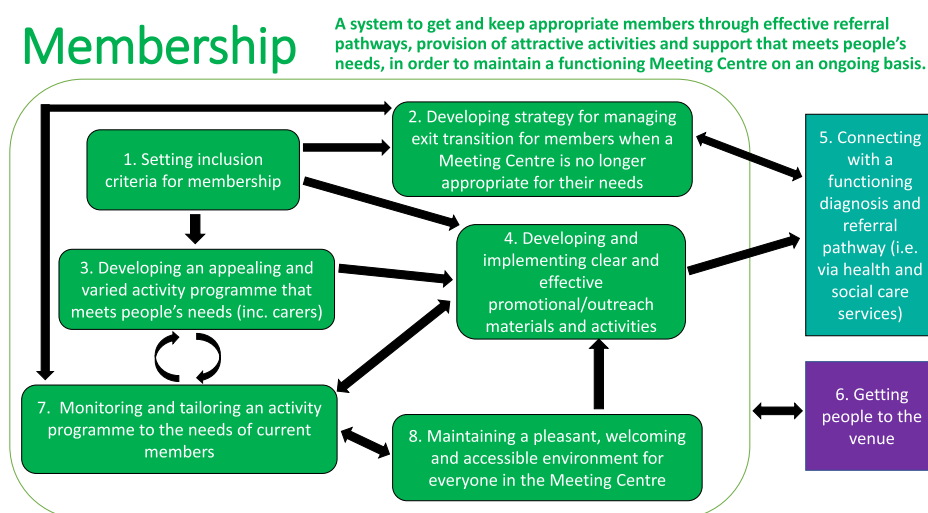 Membership
A system to get and keep appropriate members through effective referral
pathways, provision of attractive activities and support that meets people’s
needs, in order to maintain a functioning Meeting Centre on an ongoing basis.
1. Setting inclusion
criteria for membership
2. Developing strategy for managing
exit transition for members when a
Meeting Centre is no longer
appropriate for their needs
3. Developing an appealing and
varied activity programme that
meets people’s needs (inc. carers)
4. Developing and
implementing clear and
effective
promotional/outreach
materials and activities
5. Connecting
with a
functioning
diagnosis and
referral
pathway (i.e.
via health and
social care
services)
6. Getting
people to the
venue
7.  Monitoring and tailoring an activity
programme to the needs of current
members
8. Maintaining a pleasant, welcoming
and accessible environment for
everyone in the Meeting Centre